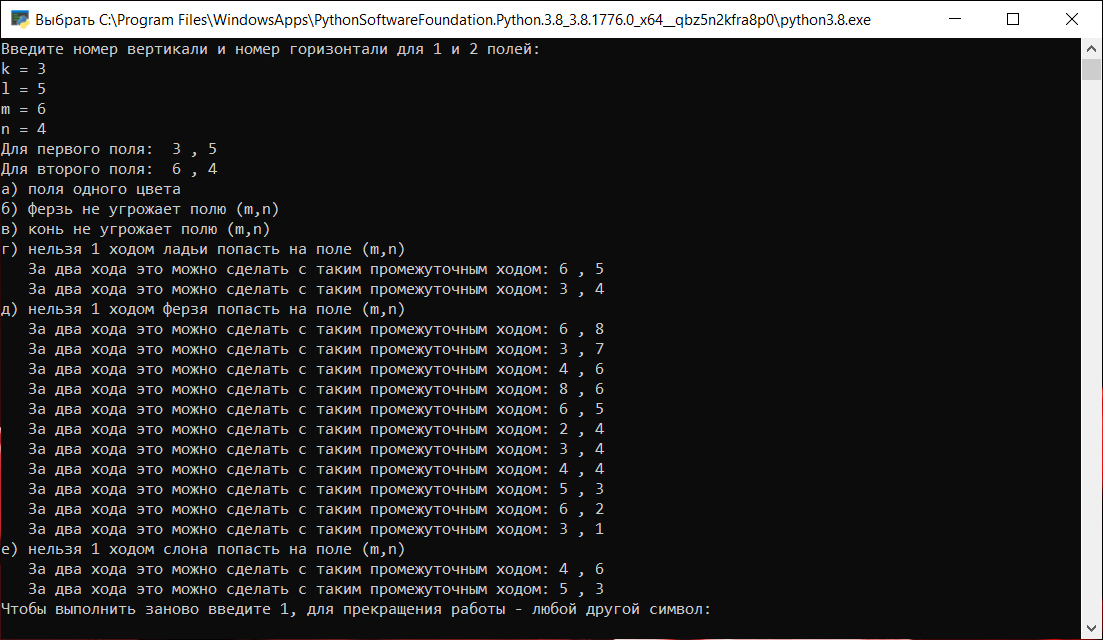 Выбрать C:\Program Files\WindowsApps\PythonSoftwareFoundation.Python.3.8_3.8.1776.0_x64__qbz5n2kfra8p0\python3.8.exe
Введите номер вертикали и номер горизонтали для 1 и 2 полей:
k = 3
l = 5
m = 6
n = 4
Для первого поля:  3 , 5
Для второго поля:  6 , 4
а) поля одного цвета
б) ферзь не угрожает полю (m,n)
в) конь не угрожает полю (m,n)
г) нельзя 1 ходом ладьи попасть на поле (m,n)
   За два хода это можно сделать с таким промежуточным ходом: 6 , 5
   За два хода это можно сделать с таким промежуточным ходом: 3 , 4
д) нельзя 1 ходом ферзя попасть на поле (m,n)
   За два хода это можно сделать с таким промежуточным ходом: 6 , 8
   За два хода это можно сделать с таким промежуточным ходом: 3 , 7
   За два хода это можно сделать с таким промежуточным ходом: 4 , 6
   За два хода это можно сделать с таким промежуточным ходом: 8 , 6
   За два хода это можно сделать с таким промежуточным ходом: 6 , 5
   За два хода это можно сделать с таким промежуточным ходом: 2 , 4
   За два хода это можно сделать с таким промежуточным ходом: 3 , 4
   За два хода это можно сделать с таким промежуточным ходом: 4 , 4
   За два хода это можно сделать с таким промежуточным ходом: 5 , 3
   За два хода это можно сделать с таким промежуточным ходом: 6 , 2
   За два хода это можно сделать с таким промежуточным ходом: 3 , 1
е) нельзя 1 ходом слона попасть на поле (m,n)
   За два хода это можно сделать с таким промежуточным ходом: 4 , 6
   За два хода это можно сделать с таким промежуточным ходом: 5 , 3
Чтобы выполнить заново введите 1, для прекращения работы - любой другой символ: